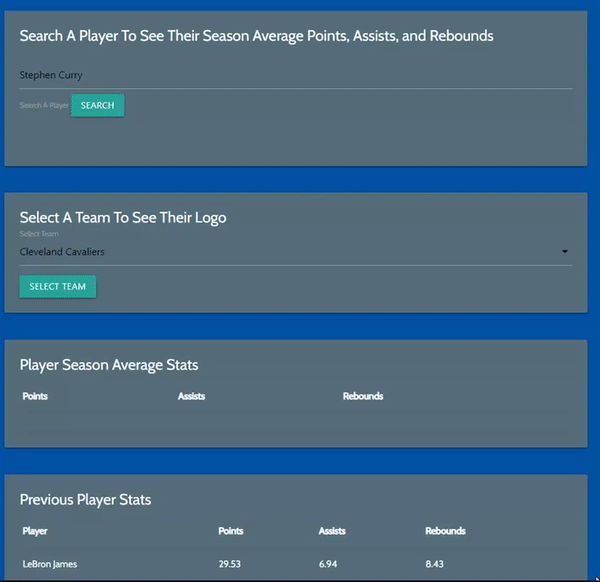 Search A Player To See Their Season Average Points, Assists, and Rebounds
Stephen Curry
Search A Player SEARCH
Select A Team To See Their Logo
Select Team
Cleveland Cavaliers
SELECT TEAM
Player Season Average Stats
Points Assists Rebounds
Previous Player Stats
Player Points Assists Rebounds
LeBron James 29.53 6.94 8.43